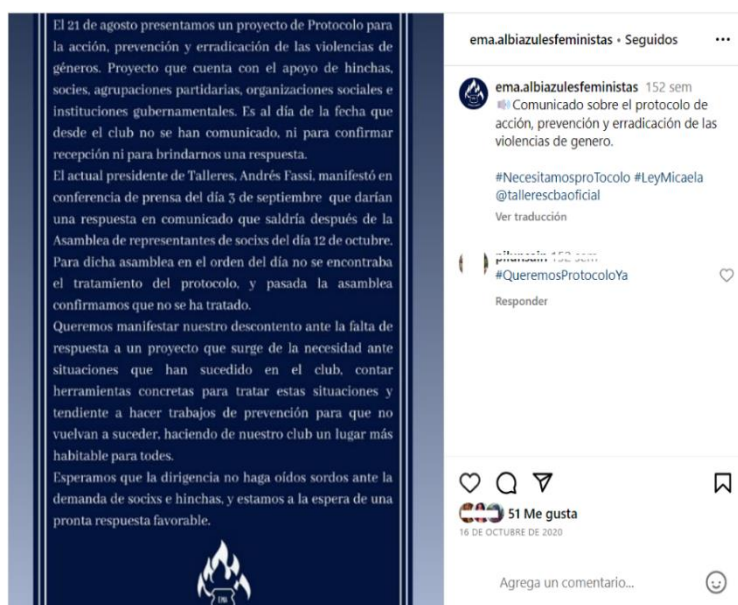 El 21 de agosto presentamos un proyecto de Protocolo para
la acción, prevención y erradicación de las violencias de
géneros. Proyecto que cuenta con el apoyo de hinchas,
socies, agrupaciones partidarias, organizaciones sociales e
instituciones gubernamentales. Es al día de la fecha que
desde el club no se han comunicado, ni para confirmar
recepción ni para brindarnos una respuesta.
El actual presidente de Talleres, Andrés Fassi, manifestó en
conferencia de prensa del día 3 de septiembre que darían
una respuesta en comunicado que saldría después de la
Asamblea de representantes de socixs del día 12 de octubre.
Para dicha asamblea en el orden del día no se encontraba
el tratamiento del protocolo, y pasada la asamblea
confirmamos que no se ha tratado.
Queremos manifestar nuestro descontento ante la falta de
respuesta a un proyecto que surge de la necesidad ante
situaciones que han sucedido en el club, contar
herramientas concretas para tratar estas situaciones y
tendiente a hacer trabajos de prevención para que no
vuelvan a suceder, haciendo de nuestro club un lugar más
habitable para todes.
Esperamos que la dirigencia no haga oídos sordos ante la
demanda de socixs e hinchas, y estamos a la espera de una
pronta respuesta favorable.
EMA
ema.albiazulesfeministas • Seguidos
ema.albiazulesfeministas 152 sem
Comunicado sobre el protocolo de
acción, prevención y erradicación de las
violencias de genero.
#NecesitamosproTocolo #LeyMicaela
@tallerescbaoficial
Ver traducción
152 sem
#QueremosProtocoloYa
Responder
51 Me gusta
16 DE OCTUBRE DE 2020
Agrega un comentario...